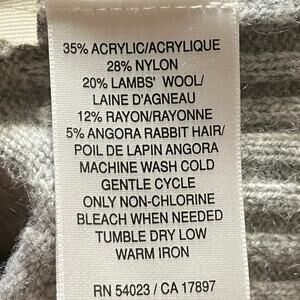 35% ACRYLIC/ACRYLIQUE
28% NYLON
20% LAMBS' WOOL/
LAINE D'AGNEAU
12% RAYON/RAYONNE
5% ANGORA RABBIT HAIR/
POIL DE LAPIN ANGORA
MACHINE WASH COLD
GENTLE CYCLE
ONLY NON-CHLORINE
BLEACH WHEN NEEDED
TUMBLE DRY LOW
WARM IRON
RN 54023 / CA 17897